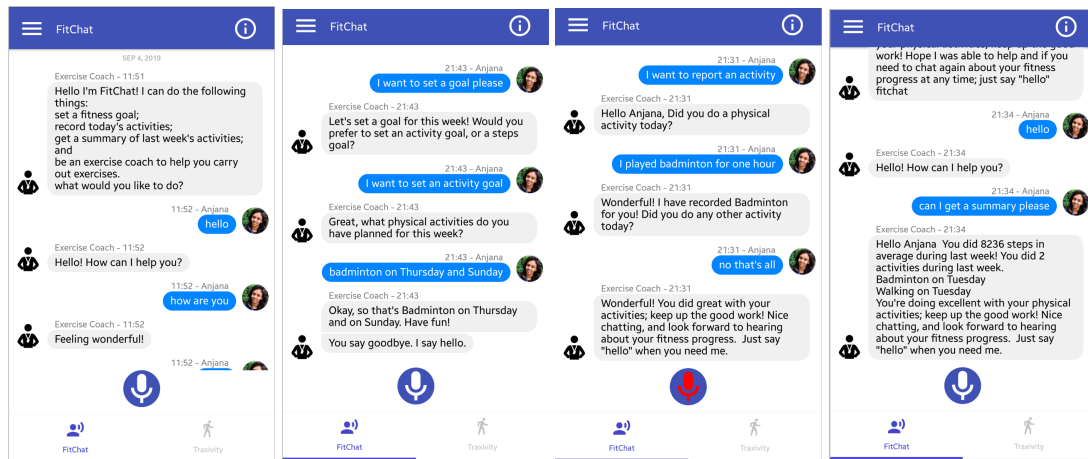 FitChat
SEP 4, 2019
Exercise Coach - 11:51
Hello I'm FitChat! I can do the following
things:
set a fitness goal;
record today's activities;
get a summary of last week's activities;
and
be an exercise coach to help you carry
out exercises.
what would you like to do?
11:52 - Anjana
hello
Exercise Coach - 11:52
Hello! How can I help you?
11:52 - Anjana
how are you
Exercise Coach - 11:52
Feeling wonderful!
11:52 - Anjana
FitChat
Traxivity
FitChat
21:43 - Anjana
I want to set a goal please
Exercise Coach - 21:43
Let's set a goal for this week! Would you
prefer to set an activity goal, or a steps
goal?
21:43 - Anjana
I want to set an activity goal
Exercise Coach - 21:43
Great, what physical activities do you
have planned for this week?
21:43 - Anjana
badminton on Thursday and Sunday
Exercise Coach - 21:43
Okay, so that's Badminton on Thursday
and on Sunday. Have fun!
You say goodbye. I say hello.
FitChat
Traxivity
FitChat
21:31 - Anjana
I want to report an activity
Exercise Coach - 21:31
Hello Anjana, Did you do a physical
activity today?
21:31 - Anjana
I played badminton for one hour
Exercise Coach - 21:31
Wonderful! I have recorded Badminton
for you! Did you do any other activity
today?
21:31 - Anjana
no that's all
Exercise Coach - 21:31
Wonderful! You did great with your
activities; keep up the good work! Nice
chatting, and look forward to hearing
about your fitness progress. Just say
"hello" when you need me.
FitChat
Traxivity
FitChat
work! Hope I was able to help and if you
need to chat again about your fitness
progress at any time; just say "hello"
fitchat
21:34 - Anjana
hello
Exercise Coach - 21:34
Hello! How can I help you?
21:34 - Anjana
can I get a summary please
Exercise Coach - 21:34
Hello Anjana You did 8236 steps in
average during last week! You did 2
activities during last week.
Badminton on Tuesday
Walking on Tuesday
You're doing excellent with your physical
activities; keep up the good work! Nice
chatting, and look forward to hearing
about your fitness progress. Just say
"hello" when you need me.
FitChat
Traxivity